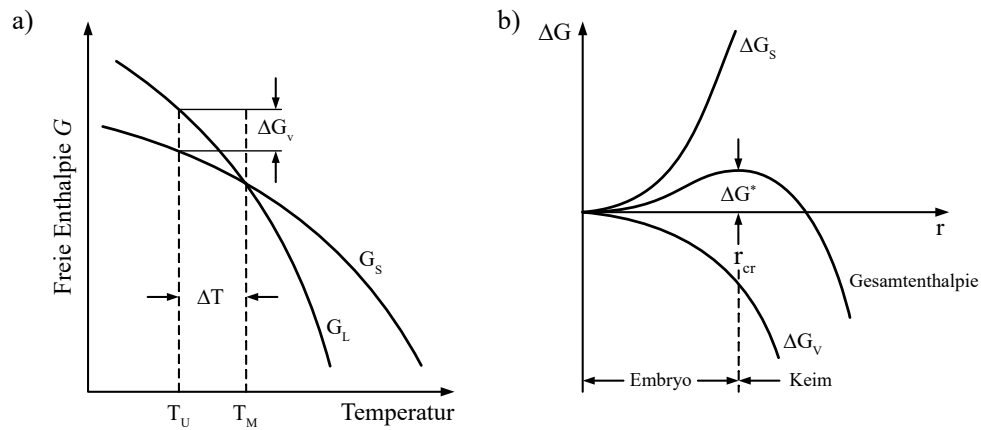 a)
Freie Enthalpie G
ΔG_v
G_S
ΔT
G_L
T_U
T_M
Temperatur
b)
ΔG
ΔG_S
ΔG*
r
r_cr
Gesamtenthalpie
ΔG_V
Embryo
Keim